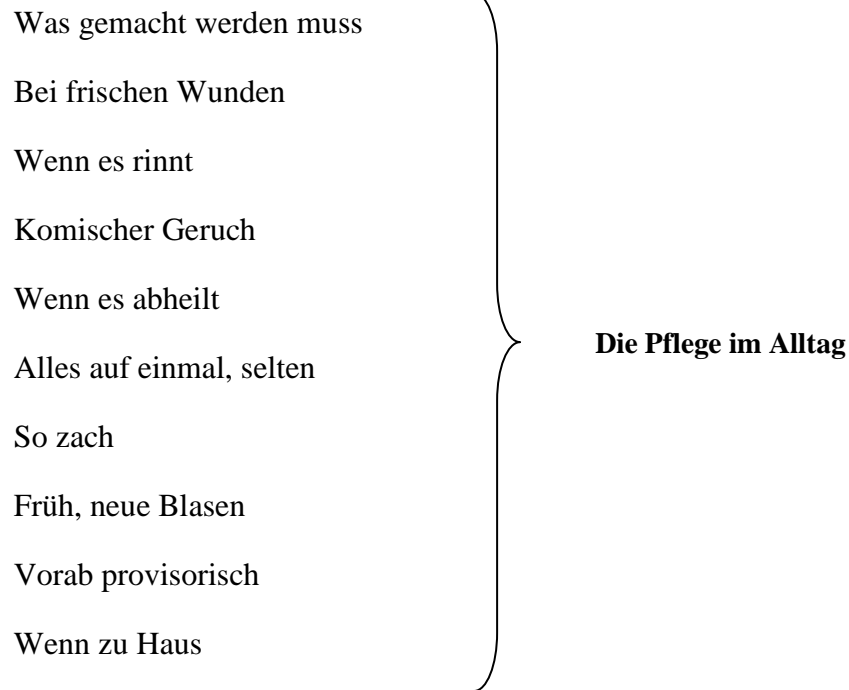 Was gemacht werden muss
Bei frischen Wunden
Wenn es rinnt
Komischer Geruch
Wenn es abheilt
Die Pflege im Alltag
Alles auf einmal, selten
So zach
Früh, neue Blasen
Vorab provisorisch
Wenn zu Haus